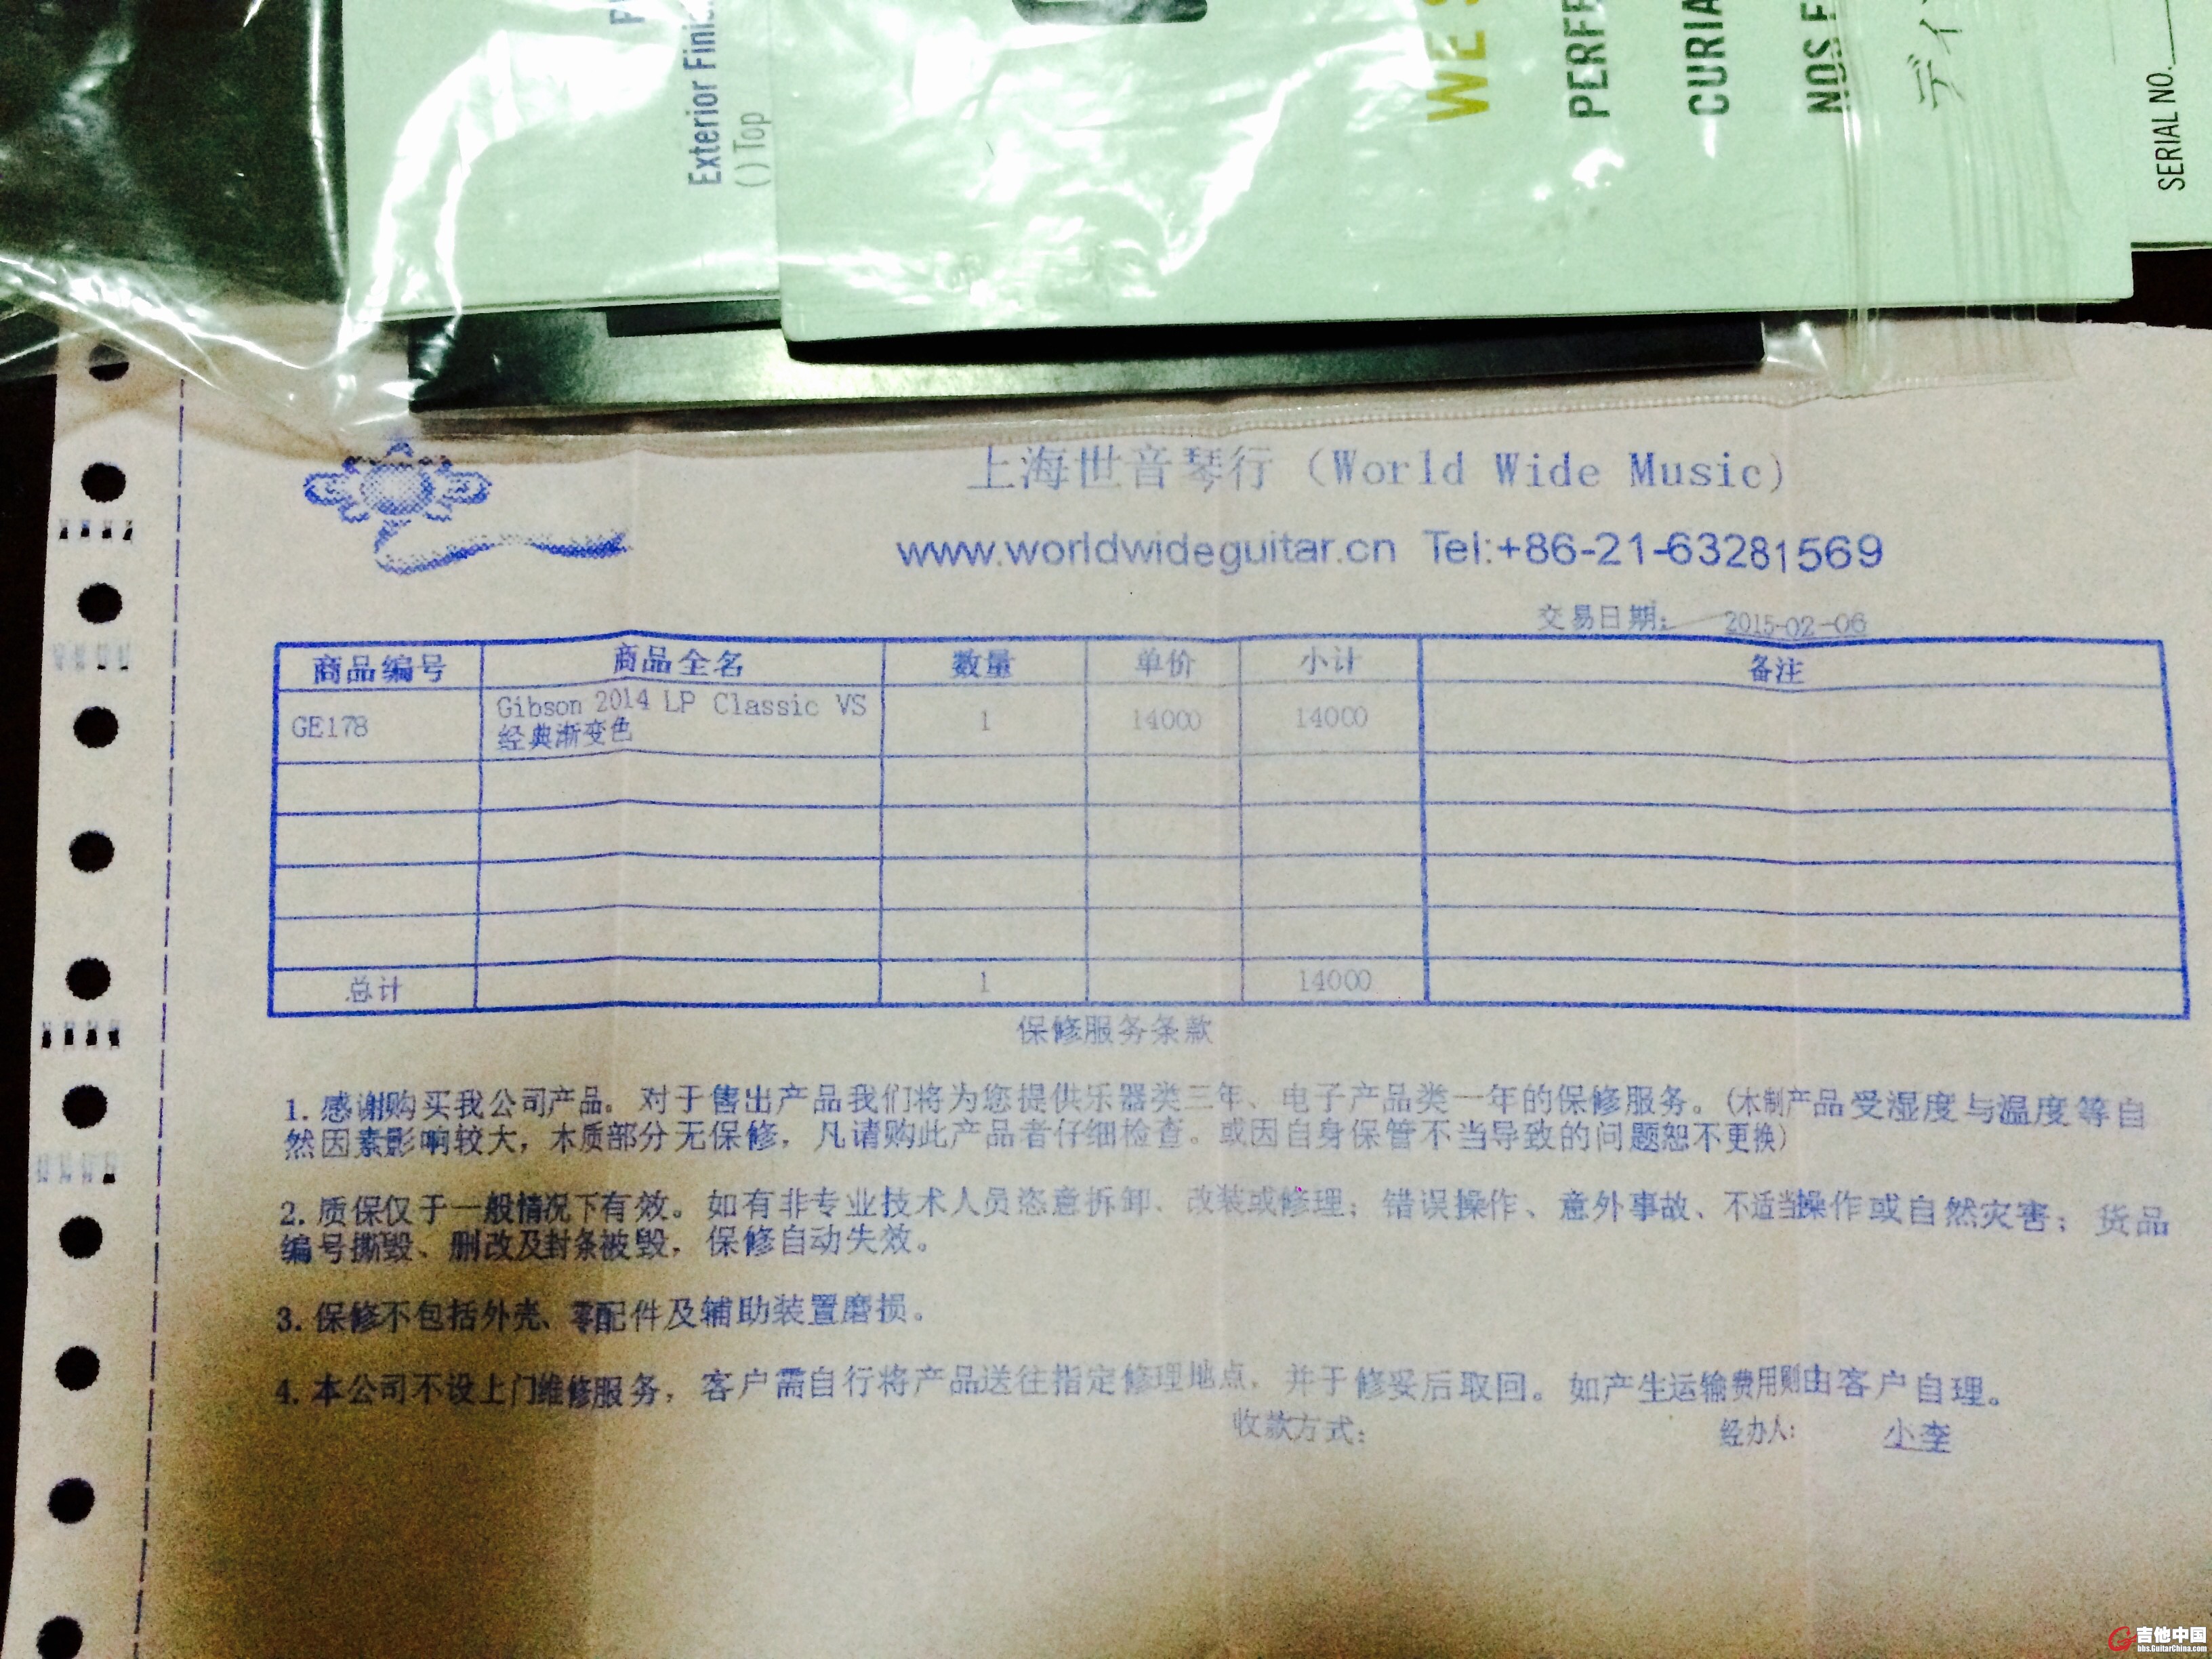 Exterior Finis
( ) Top
WE S
PERFE
CURIA
NOS F
ディ
SERIAL NO.
上海世音琴行 (World Wide Music)
www.worldwideguitar.cn Tel:+86-21-63281569
交易日期: 2015-02-06
商品编号 商品全名 数量 单价 小计 备注
GE178 Gibson 2014 LP Classic VS 1 14000 14000
经典渐变色
总计 1 14000
保修服务条款
1. 感谢购买我公司产品。对于售出产品我们将为您提供乐器类三年、电子产品类一年的保修服务。(木制产品受湿度与温度等自
然因素影响较大，木质部分无保修，凡请购此产品者仔细检查。或因自身保管不当导致的问题恕不更换)
2. 质保仅于一般情况下有效。如有非专业技术人员恣意拆卸、改装或修理；错误操作、意外事故、不适当操作或自然灾害；货品
编号撕毁、删改及封条被毁，保修自动失效。
3. 保修不包括外壳、零配件及辅助装置磨损。
4. 本公司不设上门维修服务，客户需自行将产品送往指定修理地点，并于修妥后取回。如产生运输费用则由客户自理。
收款方式: 经办人: 小李
吉他中国
bbs.GuitarChina.com